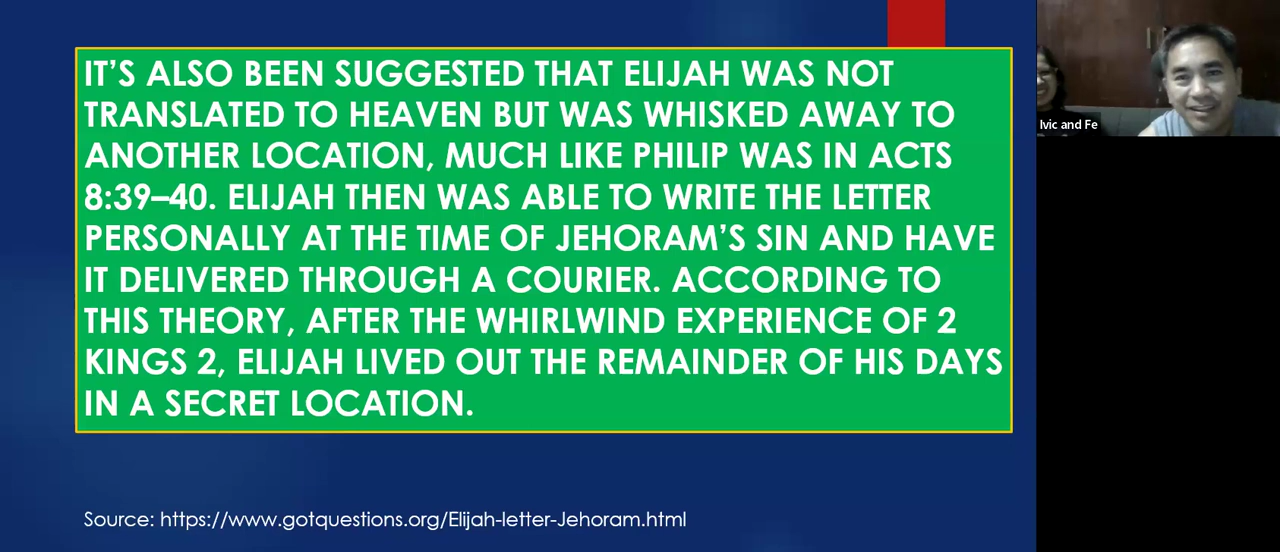 IT’S ALSO BEEN SUGGESTED THAT ELIJAH WAS NOT
TRANSLATED TO HEAVEN BUT WAS WHISKED AWAY TO
ANOTHER LOCATION, MUCH LIKE PHILIP WAS IN ACTS
8:39–40. ELIJAH THEN WAS ABLE TO WRITE THE LETTER
PERSONALLY AT THE TIME OF JEHORAM’S SIN AND HAVE
IT DELIVERED THROUGH A COURIER. ACCORDING TO
THIS THEORY, AFTER THE WHIRLWIND EXPERIENCE OF 2
KINGS 2, ELIJAH LIVED OUT THE REMAINDER OF HIS DAYS
IN A SECRET LOCATION.
Source: https://www.gotquestions.org/Elijah-letter-Jehoram.html
Ivic and Fe